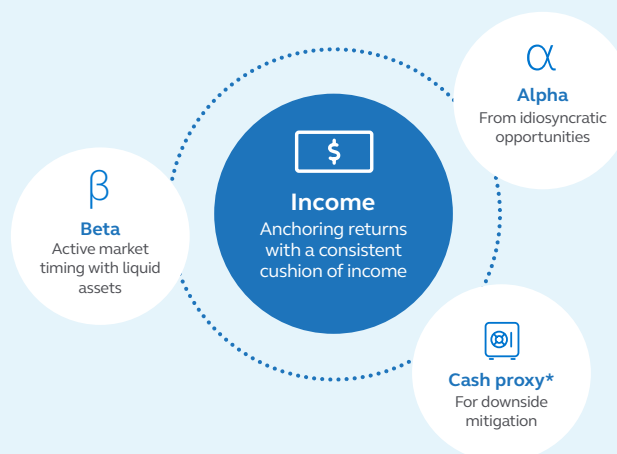 α
Alpha
From idiosyncratic
opportunities
$
Income
Anchoring returns
with a consistent
cushion of income
β
Beta
Active market
timing with liquid
assets
Cash proxy*
For downside
mitigation